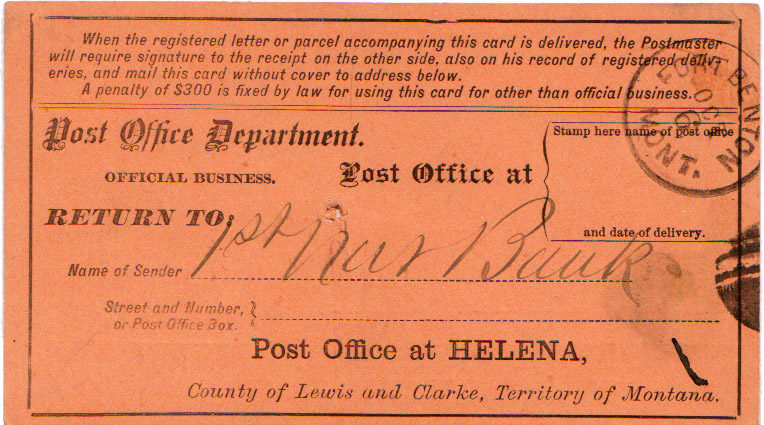 When the registered letter or parcel accompanying this card is delivered, the Postmaster
will require signature to the receipt on the other side, also on his record of registered deliv-
eries, and mail this card without cover to address below.
A penalty of $300 is fixed by law for using this card for other than official business.
Post Office Department.
OFFICIAL BUSINESS.
Post Office at
Stamp here name of post office
and date of delivery.
FORT BENTON
OCT
6
MONT.
RETURN TO:
Name of Sender 1st Nat Bank
Street and Number,
or Post Office Box.
Post Office at HELENA,
County of Lewis and Clarke, Territory of Montana.